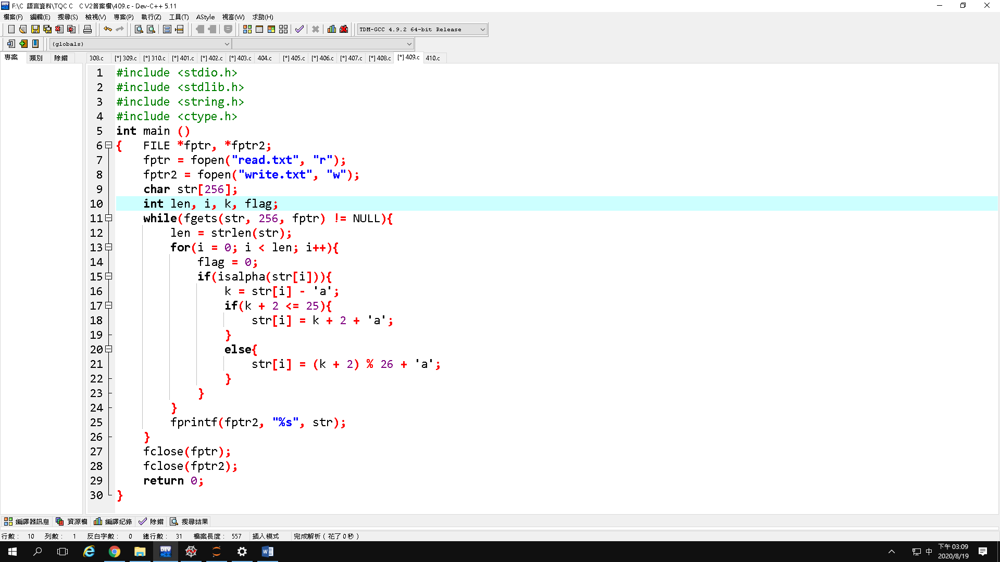 F:\C 語言資料\TQC C    C V2答案檔\409.c - Dev-C++ 5.11
檔案(F) 編輯(E) 搜尋(S) 檢視(V) 專案(P) 執行(Z) 工具(T) AStyle 視窗(W) 求助(H)
TDM-GCC 4.9.2 64-bit Release
(globals)
專案 類別 除錯 308.c [*] 309.c [*] 310.c [*] 401.c [*] 402.c [*] 403.c 404.c [*] 405.c [*] 406.c [*] 407.c [*] 408.c [*] 409.c 410.c
1 #include <stdio.h>
2 #include <stdlib.h>
3 #include <string.h>
4 #include <ctype.h>
5 int main ()
6 {   FILE *fptr, *fptr2;
7     fptr = fopen("read.txt", "r");
8     fptr2 = fopen("write.txt", "w");
9     char str[256];
10     int len, i, k, flag;
11     while(fgets(str, 256, fptr) != NULL){
12         len = strlen(str);
13         for(i = 0; i < len; i++){
14             flag = 0;
15             if(isalpha(str[i])){
16                 k = str[i] - 'a';
17                 if(k + 2 <= 25){
18                     str[i] = k + 2 + 'a';
19                 }
20                 else{
21                     str[i] = (k + 2) % 26 + 'a';
22                 }
23             }
24         }
25         fprintf(fptr2, "%s", str);
26     }
27     fclose(fptr);
28     fclose(fptr2);
29     return 0;
30 }
編譯器訊息 資源檔 編譯紀錄 除錯 搜尋結果
行數： 10 列數： 1 反白字數： 0 總行數： 31 檔案長度： 557 插入模式 完成解析 ( 花了 0 秒 )
DEV
中
下午 03:09
2020/8/19